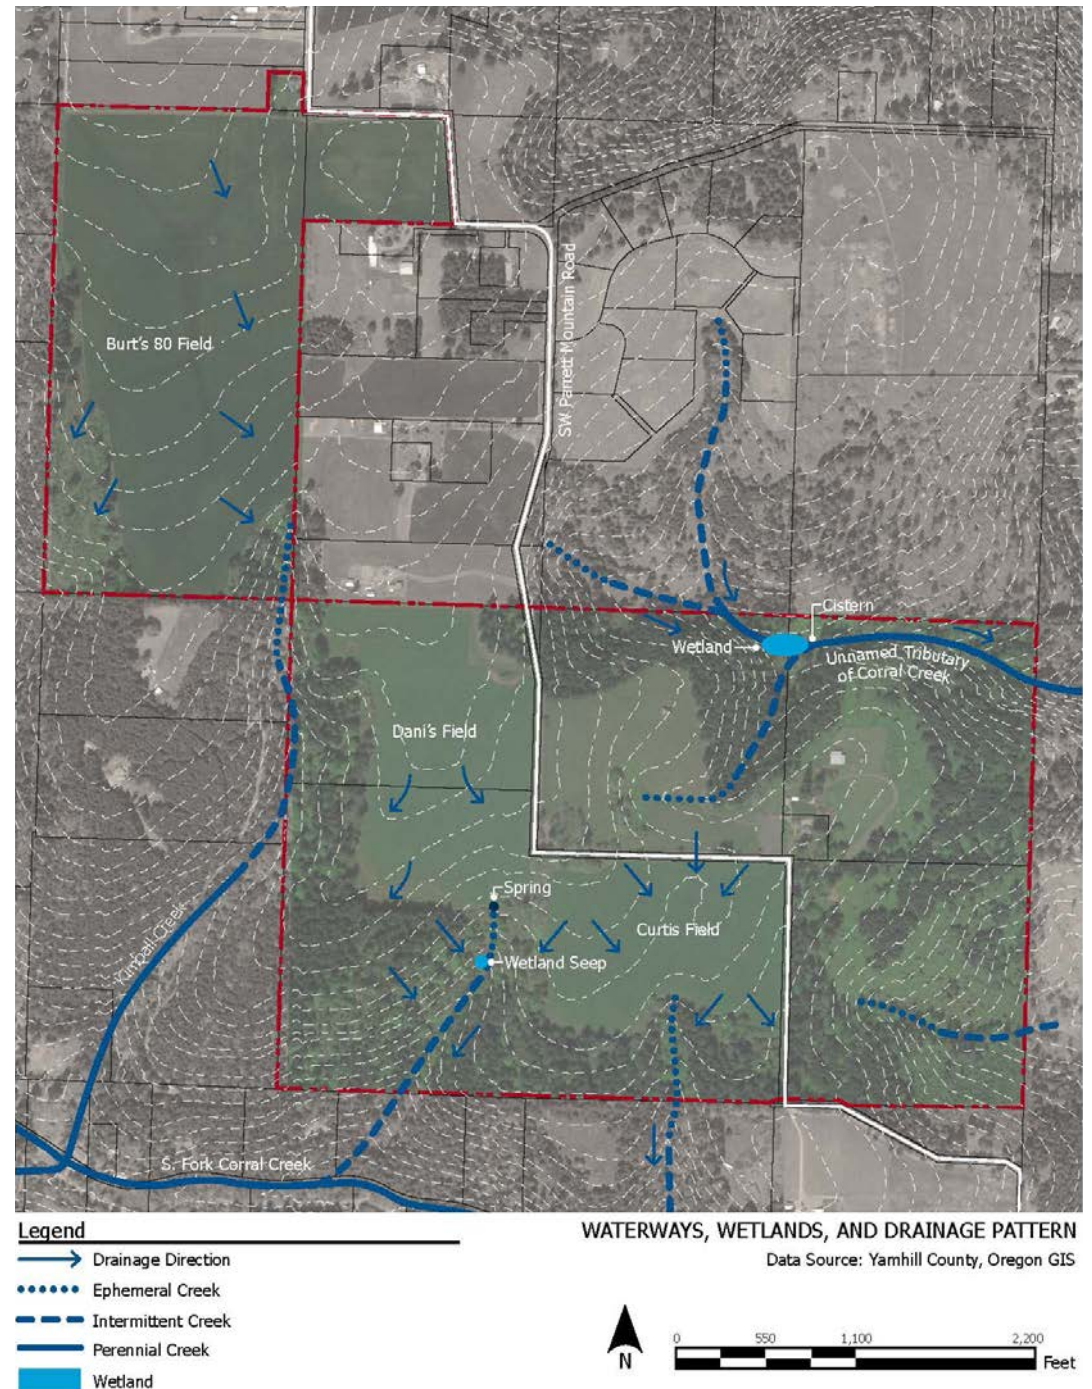 Burt's 80 Field
SW Parrett Mountain Road
Cistern
Wetland
Unnamed Tributary
of Corral Creek
Dani's Field
Spring
Curtis Field
Wetland Seep
Kimball Creek
S. Fork Corral Creek
Legend
Drainage Direction
Ephemeral Creek
Intermittent Creek
Perennial Creek
Wetland
WATERWAYS, WETLANDS, AND DRAINAGE PATTERN
Data Source: Yamhill County, Oregon GIS
N
0 550 1,100 2,200
Feet